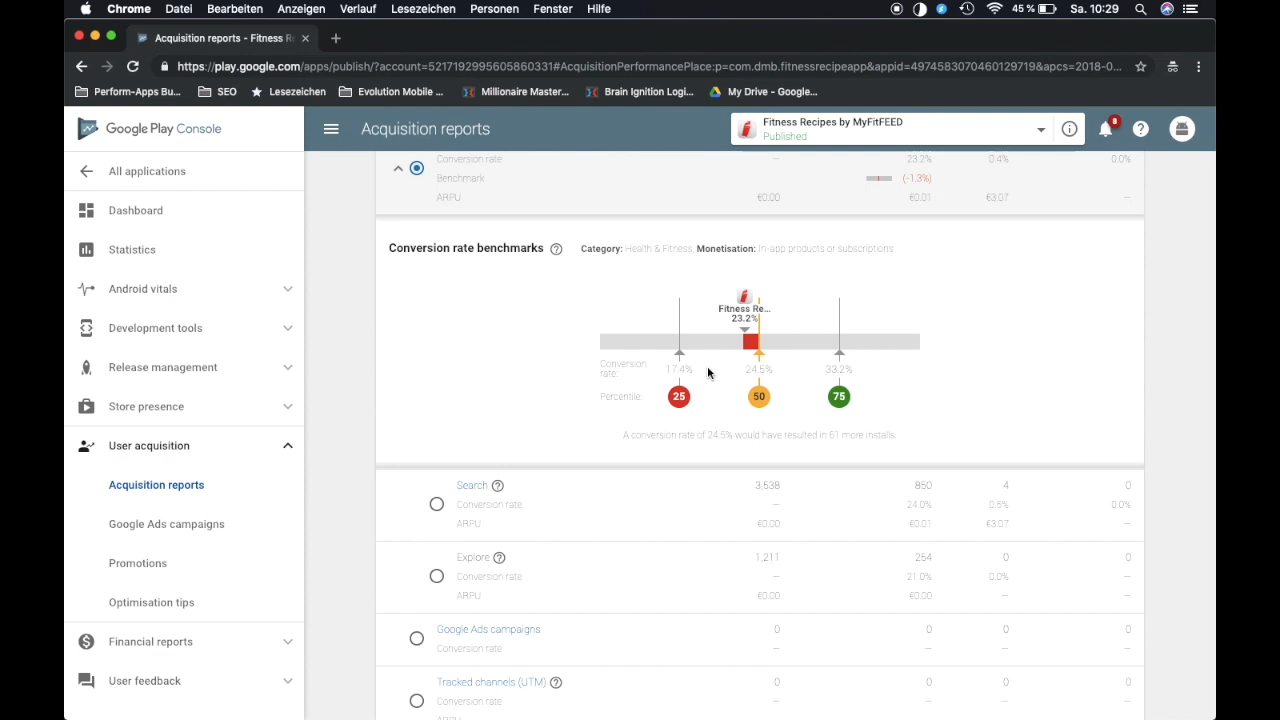 Chrome Datei Bearbeiten Anzeigen Verlauf Lesezeichen Personen Fenster Hilfe 45 % Sa. 10:29
Acquisition reports - Fitness Re
https://play.google.com/apps/publish/?account=5217192995605860331#AcquisitionPerformancePlace:p=com.dmb.fitnessrecipeapp&appid=4974583070460129719&apcs=2018-0...
Perform-Apps Bu... SEO Lesezeichen Evolution Mobile ... Millionaire Master... Brain Ignition Logi... My Drive - Google...
Google Play Console
Acquisition reports
Fitness Recipes by MyFitFEED
Published
8
All applications
Dashboard
Statistics
Android vitals
Development tools
Release management
Store presence
User acquisition
Acquisition reports
Google Ads campaigns
Promotions
Optimisation tips
Financial reports
User feedback
Conversion rate — 23.2% 0.4% 0.0%
Benchmark (-1.3%)
ARPU €0.00 €0.01 €3.07 —
Conversion rate benchmarks Category: Health & Fitness, Monetisation: In-app products or subscriptions.
Fitness Re...
23.2%
Conversion rate: 17.4% 24.5% 33.2%
Percentile: 25 50 75
A conversion rate of 24.5% would have resulted in 61 more installs.
Search 3,538 850 4 0
Conversion rate — 24.0% 0.5% 0.0%
ARPU €0.00 €0.01 €3.07 —
Explore 1,211 254 0 0
Conversion rate — 21.0% 0.0% —
ARPU €0.00 €0.00 — —
Google Ads campaigns 0 0 0 0
Conversion rate — — — —
Tracked channels (UTM) 0 0 0 0
Conversion rate — — — —